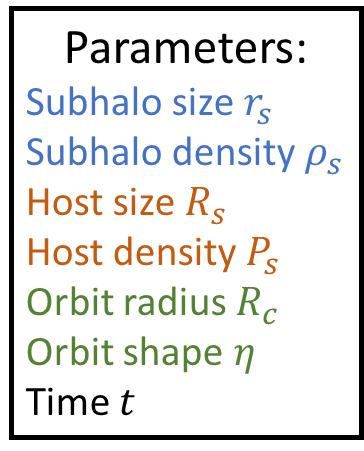 Parameters:
Subhalo size $r_s$
Subhalo density $\rho_s$
Host size $R_s$
Host density $P_s$
Orbit radius $R_c$
Orbit shape $\eta$
Time $t$